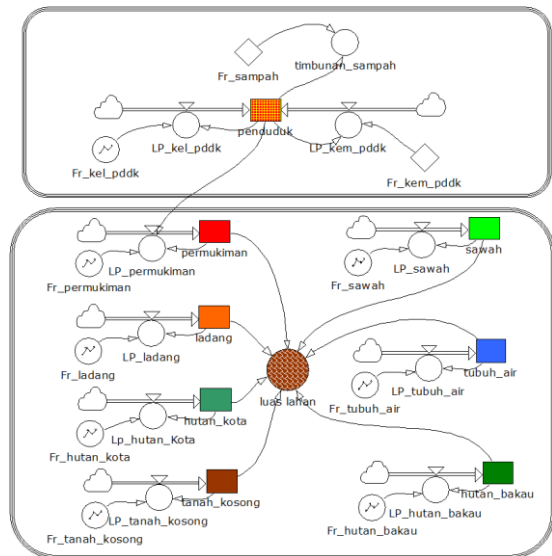 Fr_sampah
timbunan_sampah
penduduk
LP_kel_pddk
LP_kem_pddk
Fr_kel_pddk
Fr_kem_pddk
permukiman
LP_permukiman
Fr_permukiman
sawah
LP_sawah
Fr_sawah
ladang
LP_ladang
Fr_ladang
luas lahan
tubuh_air
LP_tubuh_air
Fr_tubuh_air
hutan_kota
Lp_hutan_Kota
Fr_hutan_kota
tanah_kosong
LP_tanah_kosong
Fr_tanah_kosong
hutan_bakau
LP_hutan_bakau
Fr_hutan_bakau